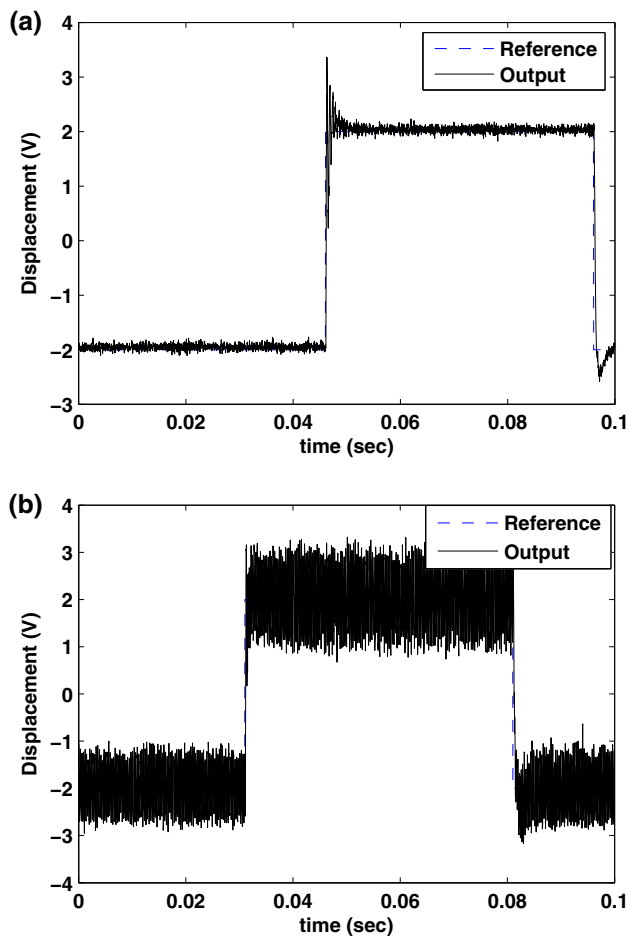 (a)
4
3
2
1
0
−1
−2
−3
Displacement (V)
Reference
Output
0
0.02
0.04
0.06
0.08
0.1
time (sec)
(b)
4
3
2
1
0
−1
−2
−3
−4
Displacement (V)
Reference
Output
0
0.02
0.04
0.06
0.08
0.1
time (sec)